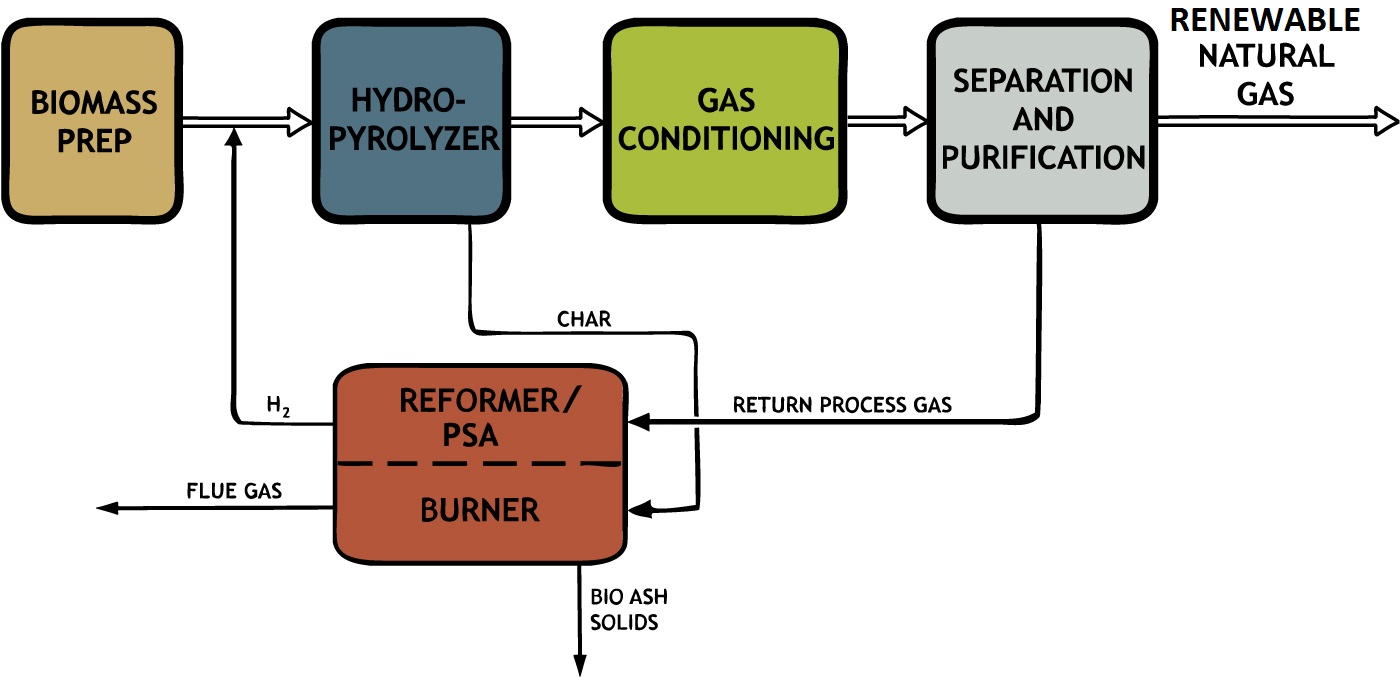 BIOMASS
PREP
HYDRO-
PYROLYZER
GAS
CONDITIONING
SEPARATION
AND
PURIFICATION
RENEWABLE
NATURAL
GAS
CHAR
RETURN PROCESS GAS
H₂
REFORMER/
PSA
BURNER
FLUE GAS
BIO ASH
SOLIDS